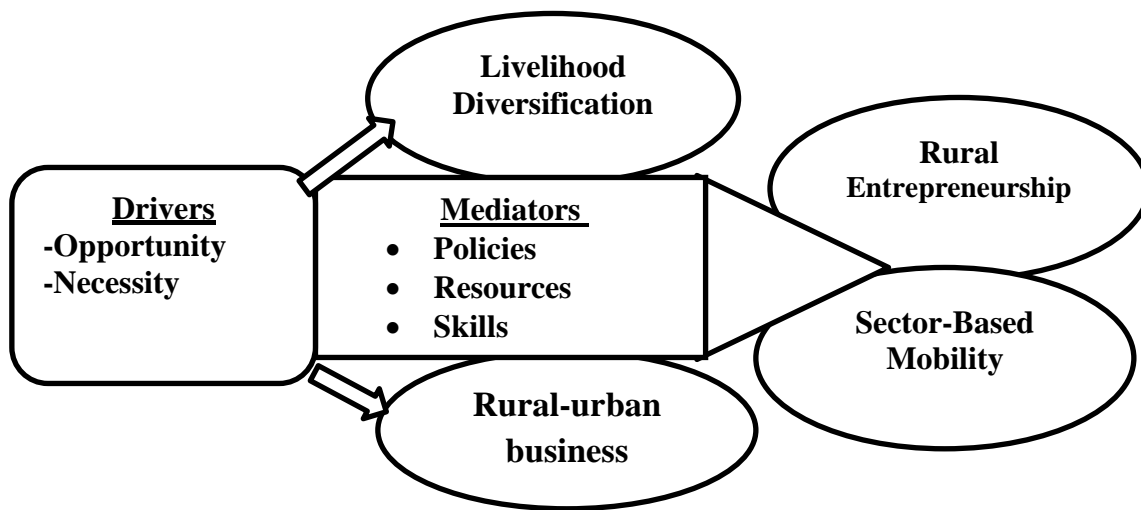 Livelihood
Diversification
Rural
Entrepreneurship
Drivers
-Opportunity
-Necessity
Mediators
• Policies
• Resources
• Skills
Sector-Based
Mobility
Rural-urban
business